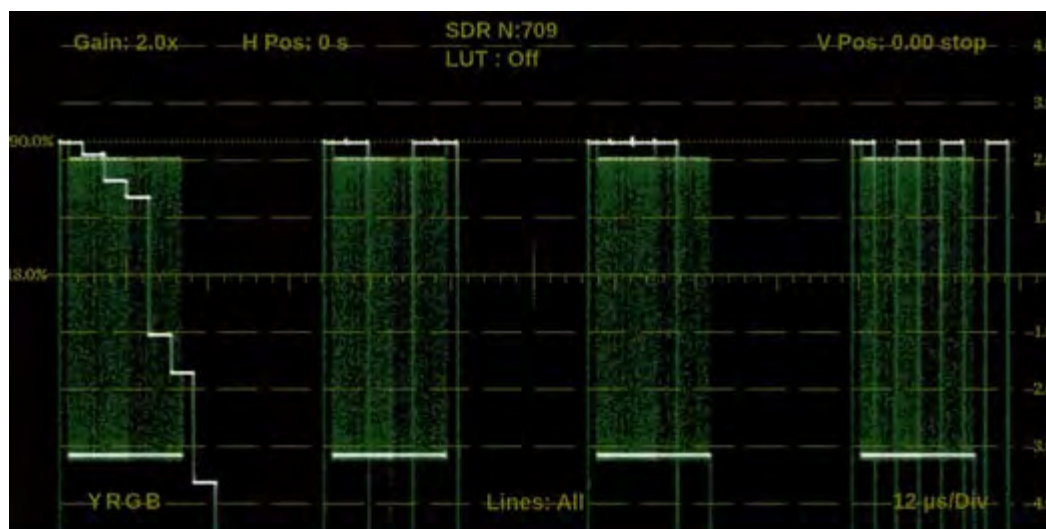 SDR N:709
Gain: 2.0x H Pos: 0 s V Pos: 0.00 stop
LUT : Off
90.0%
18.0%
YRGB Lines: All 12 µs/Div